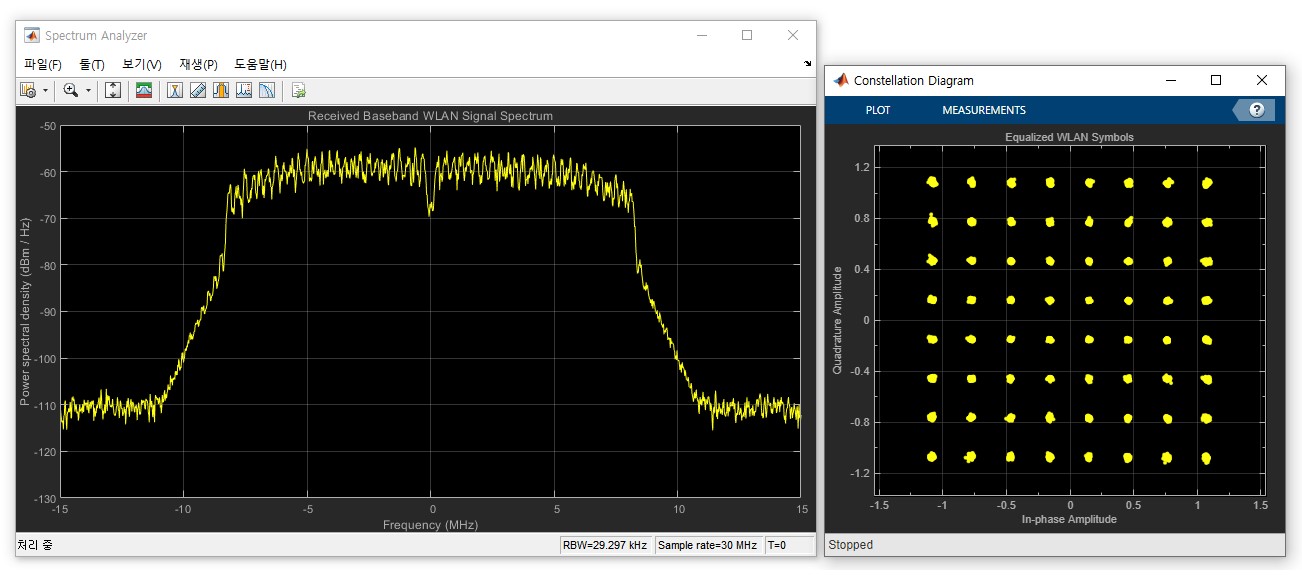 Spectrum Analyzer
파일(F) 툴(T) 보기(V) 재생(P) 도움말(H)
Received Baseband WLAN Signal Spectrum
Power spectral density (dBm / Hz)
-50
-60
-70
-80
-90
-100
-110
-120
-130
-15 -10 -5 0 5 10 15
Frequency (MHz)
처리 중
RBW=29.297 kHz Sample rate=30 MHz T=0
Constellation Diagram
PLOT MEASUREMENTS ?
Equalized WLAN Symbols
Quadrature Amplitude
1.2
0.8
0.4
0
-0.4
-0.8
-1.2
-1.5 -1 -0.5 0 0.5 1 1.5
In-phase Amplitude
Stopped